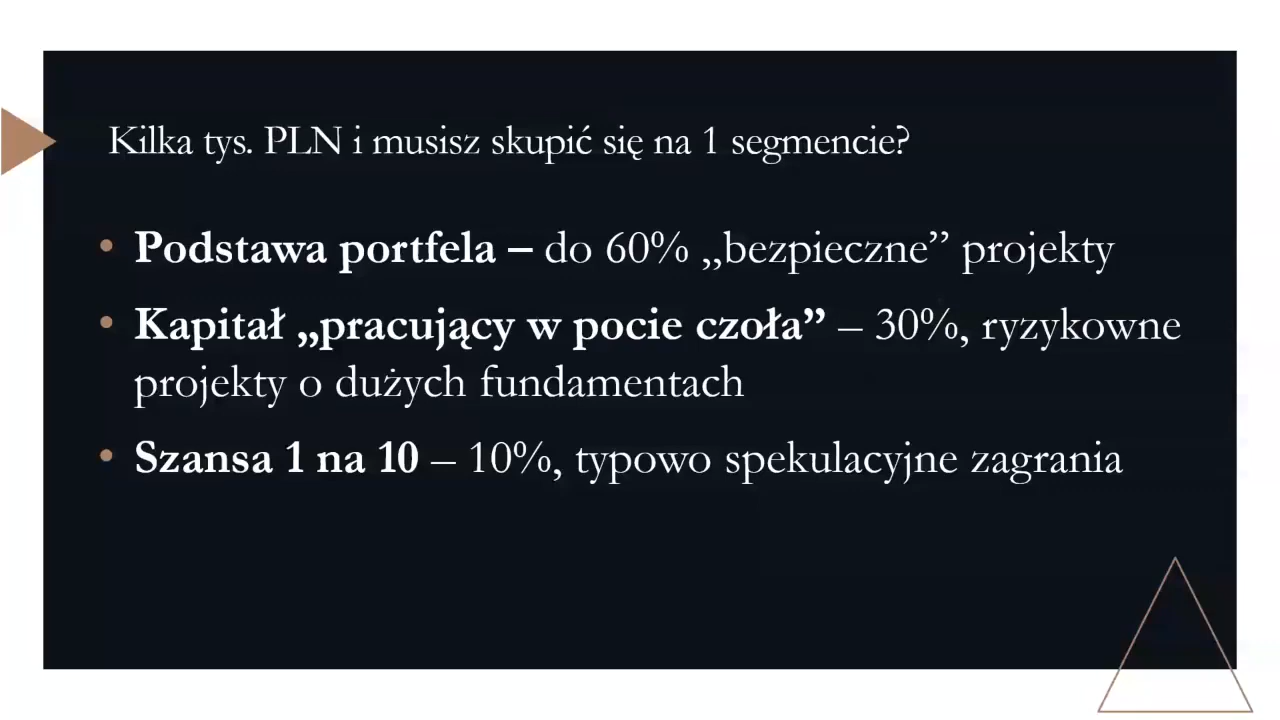 Kilka tys. PLN i musisz skupić się na 1 segmencie?
• Podstawa portfela – do 60% „bezpieczne” projekty
• Kapitał „pracujący w pocie czoła” – 30%, ryzykowne
projekty o dużych fundamentach
• Szansa 1 na 10 – 10%, typowo spekulacyjne zagrania